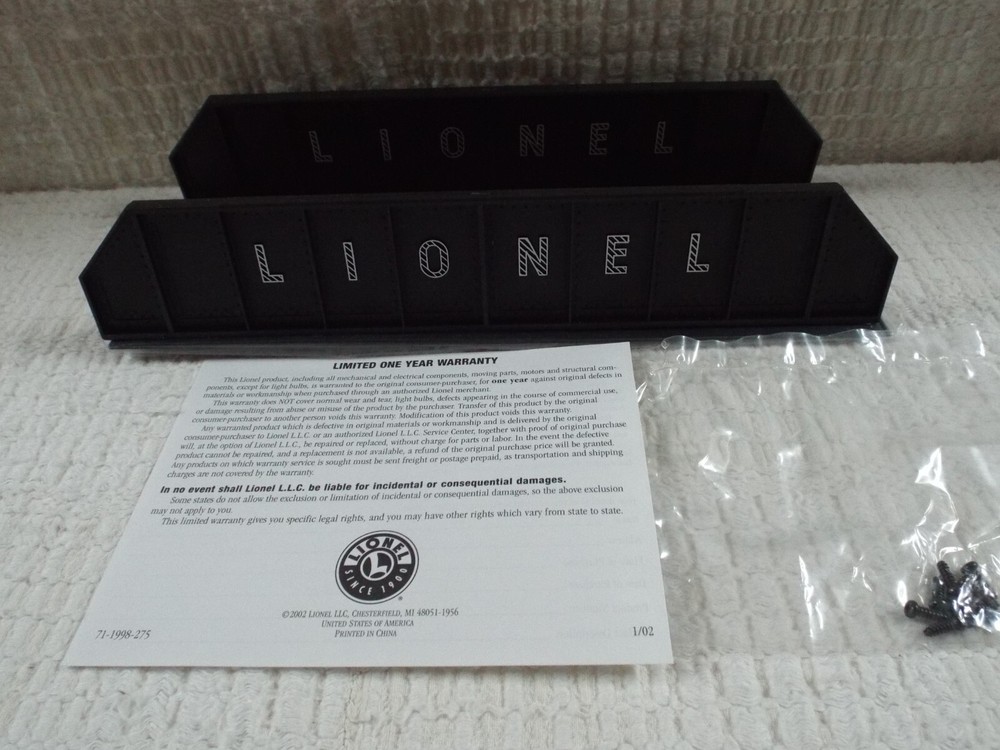 LIONEL
LIONEL
LIMITED ONE YEAR WARRANTY
This Lionel product, including all mechanical and electrical components, moving parts, motors and structural com-
ponents, except for light bulbs, is warranted to the original consumer-purchaser, for one year against original defects in
materials or workmanship when purchased through an authorized Lionel merchant.
This warranty does NOT cover normal wear and tear, light bulbs, defects appearing in the course of commercial use,
or damage resulting from abuse or misuse of the product by the purchaser. Transfer of this product by the original
consumer-purchaser to another person voids this warranty. Modification of this product voids this warranty.
Any warranted product which is defective in original materials or workmanship and is delivered by the original
consumer-purchaser to Lionel L.L.C. or an authorized Lionel L.L.C. Service Center, together with proof of original purchase
will, at the option of Lionel L.L.C., be repaired or replaced, without charge for parts or labor. In the event the defective
product cannot be repaired, and a replacement is not available, a refund of the original purchase price will be granted.
Any products on which warranty service is sought must be sent freight or postage prepaid, as transportation and shipping
charges are not covered by the warranty.
In no event shall Lionel L.L.C. be liable for incidental or consequential damages.
Some states do not allow the exclusion or limitation of incidental or consequential damages, so the above exclusion
may not apply to you.
This limited warranty gives you specific legal rights, and you may have other rights which vary from state to state.
LIONEL
L
SINCE 1900
®
©2002 LIONEL LLC, CHESTERFIELD, MI 48051-1956
UNITED STATES OF AMERICA
PRINTED IN CHINA
71-1998-275
1/02